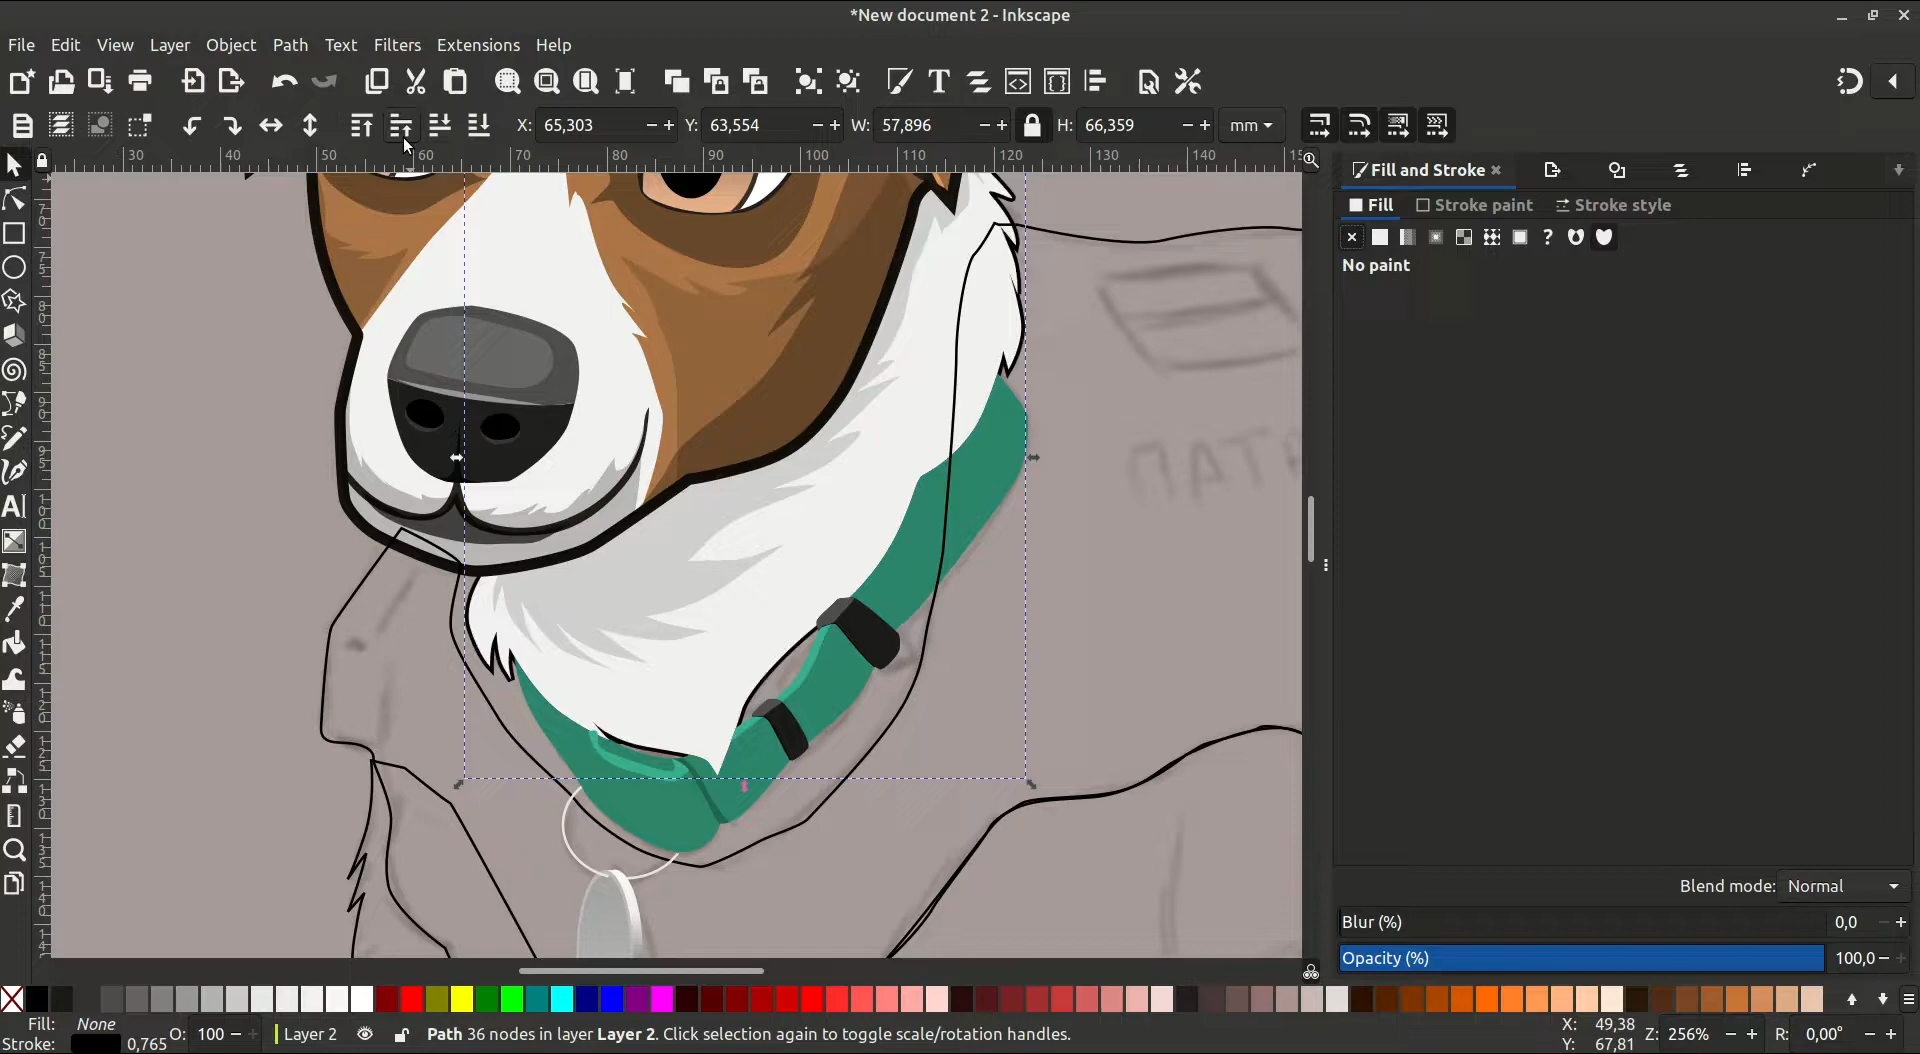 *New document 2 - Inkscape
File Edit View Layer Object Path Text Filters Extensions Help
X: 65,303 Y: 63,554 W: 57,896 H: 66,359 mm
30 40 50 60 70 80 90 100 110 120 130 140 15
Fill and Stroke
Fill Stroke paint Stroke style
No paint
Blend mode: Normal
Blur (%) 0,0
Opacity (%) 100,0
Fill: None
Stroke: 0,765 O: 100 Layer 2 Path 36 nodes in layer Layer 2. Click selection again to toggle scale/rotation handles.
X: 49,38
Y: 67,81
Z: 256% R: 0,00°